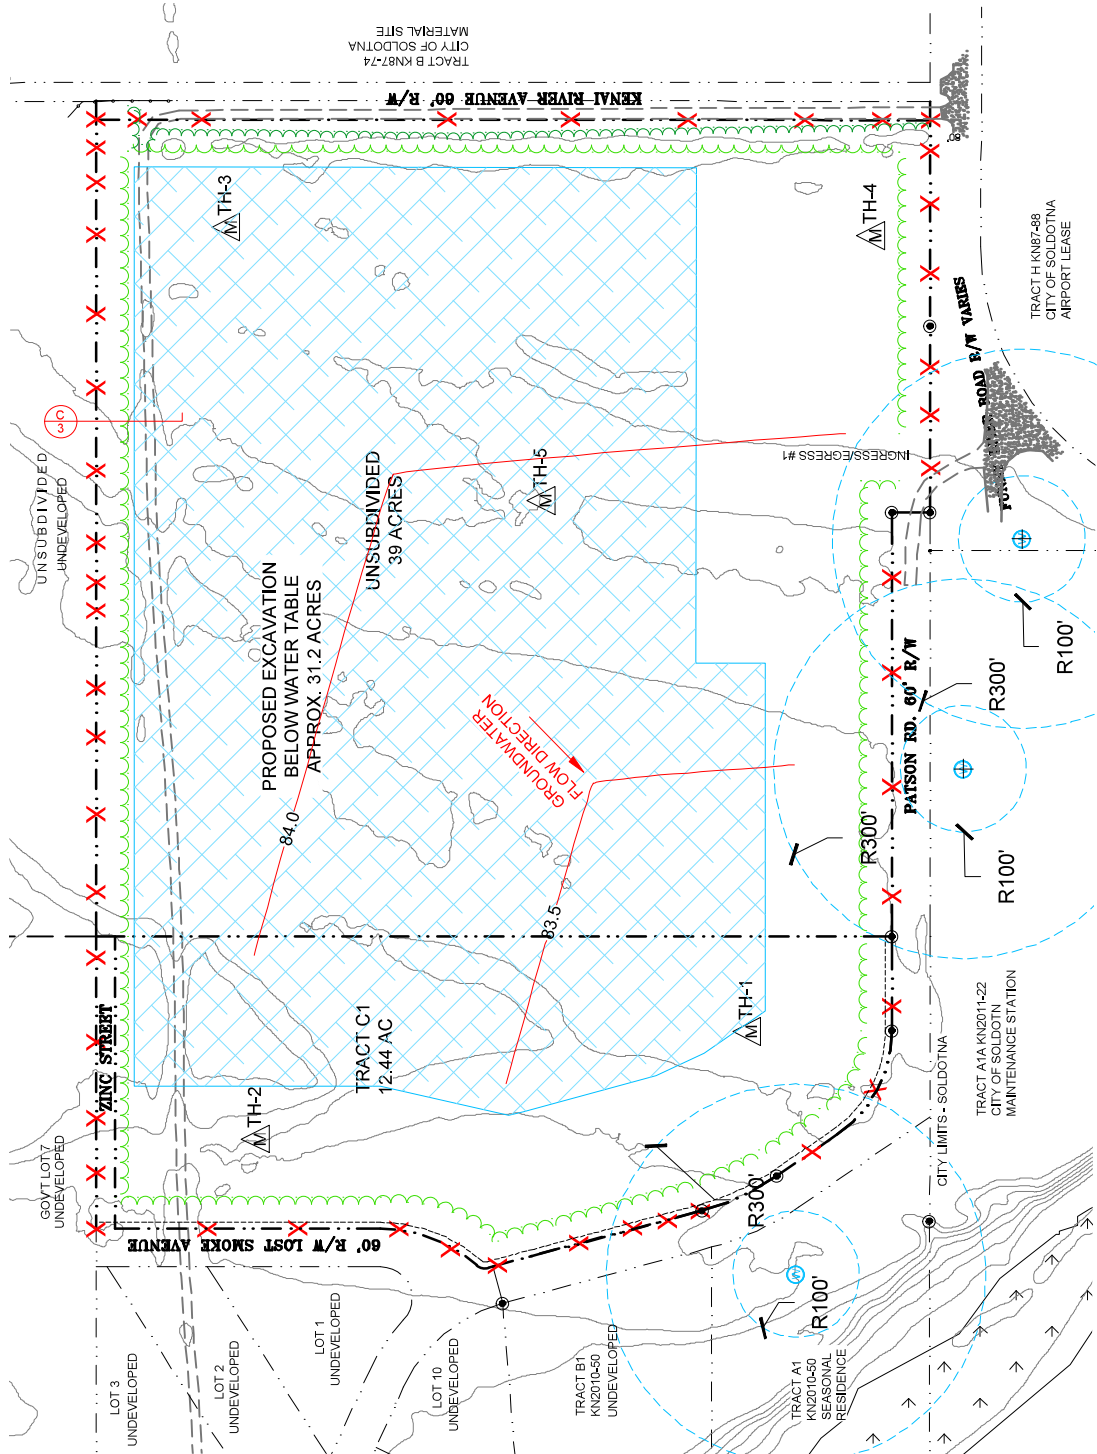 TRACT B KN87-74
CITY OF SOLDOTNA
MATERIAL SITE
KENAI RIVER AVENUE 60' R/W
TH-3
M
TH-4
M
80'
TRACT H KN87-88
CITY OF SOLDOTNA
AIRPORT LEASE
ROAD R/W VARIES
C
3
UNSUBDIVIDED
UNDEVELOPED
UNSUBDIVIDED
39 ACRES
TH-5
M
INGRESS/EGRESS #1
PROPOSED EXCAVATION
BELOW WATER TABLE
APPROX. 31.2 ACRES
GROUNDWATER
FLOW DIRECTION
84.0
83.5
PATSON RD. 60' R/W
R300'
R100'
R300'
R100'
ZINC STREET
TRACT C1
12.44 AC
TH-1
M
TH-2
M
TRACT A1A KN2011-22
CITY OF SOLDOTN
MAINTENANCE STATION
CITY LIMITS - SOLDOTNA
GOVT LOT 7
UNDEVELOPED
60' R/W LOST SMOKE AVENUE
R300'
R100'
LOT 3
UNDEVELOPED
LOT 2
UNDEVELOPED
LOT 1
UNDEVELOPED
LOT 10
UNDEVELOPED
TRACT B1
KN2010-50
UNDEVELOPED
TRACT A1
KN2010-50
SEASONAL
RESIDENCE